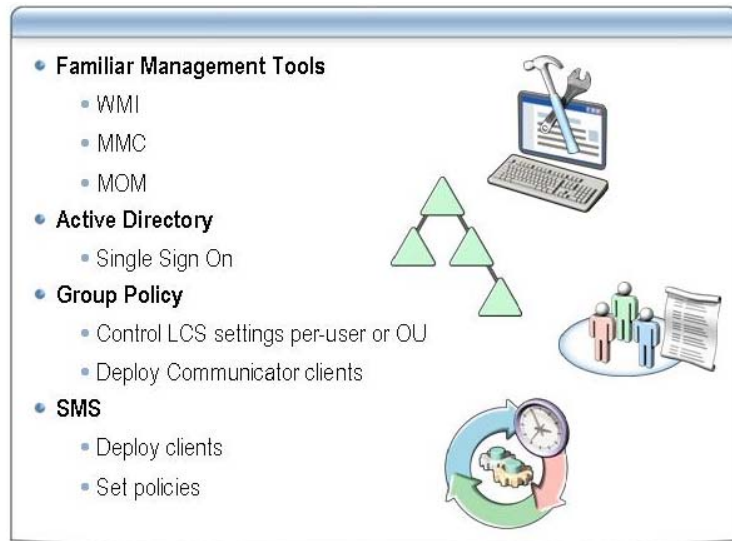 Familiar Management Tools
WMI
MMC
MOM
Active Directory
Single Sign On
Group Policy
Control LCS settings per-user or OU
Deploy Communicator clients
SMS
Deploy clients
Set policies